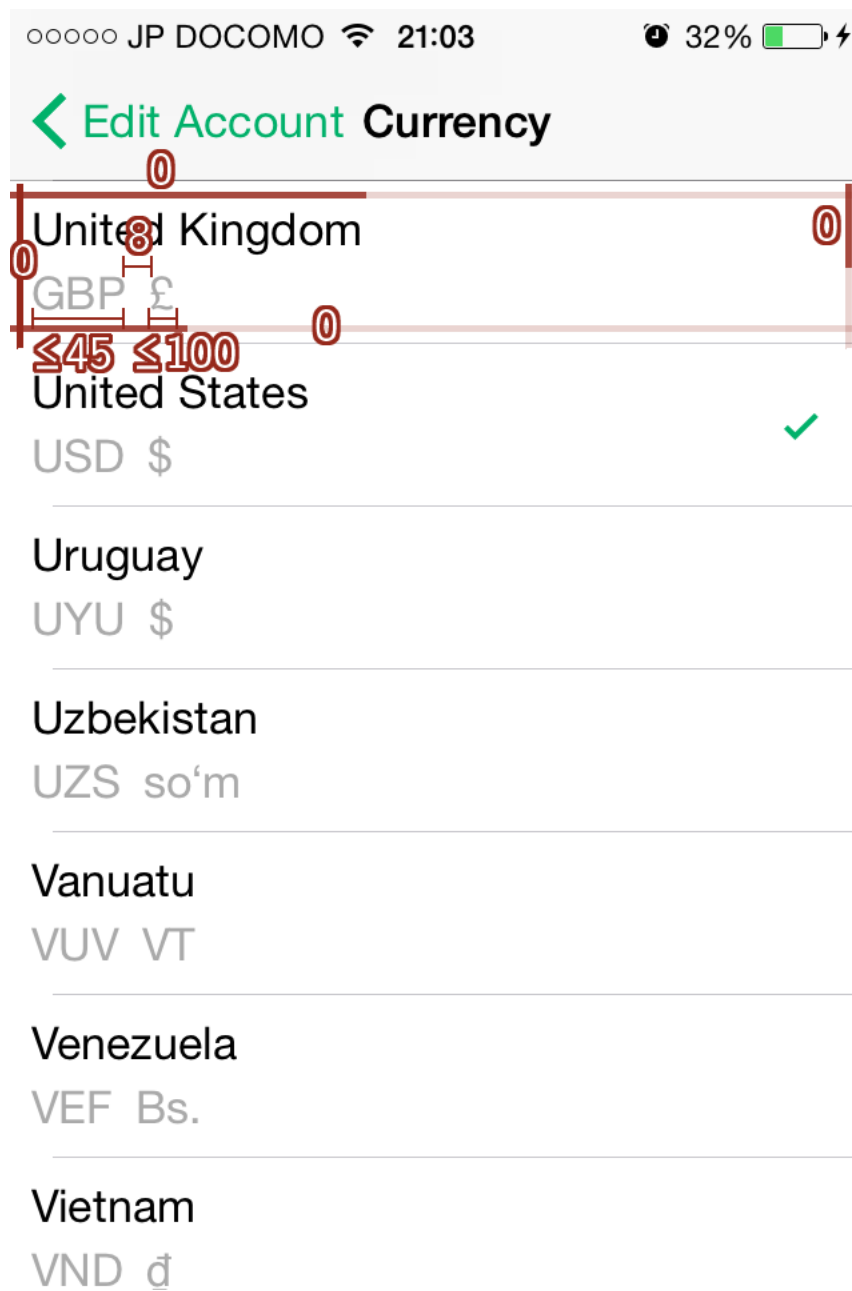 JP DOCOMO 21:03 32%
Edit Account Currency
0
United Kingdom
8
0
0
GBP £
0
≤45 ≤100
United States
USD $
Uruguay
UYU $
Uzbekistan
UZS so‘m
Vanuatu
VUV VT
Venezuela
VEF Bs.
Vietnam
VND ₫